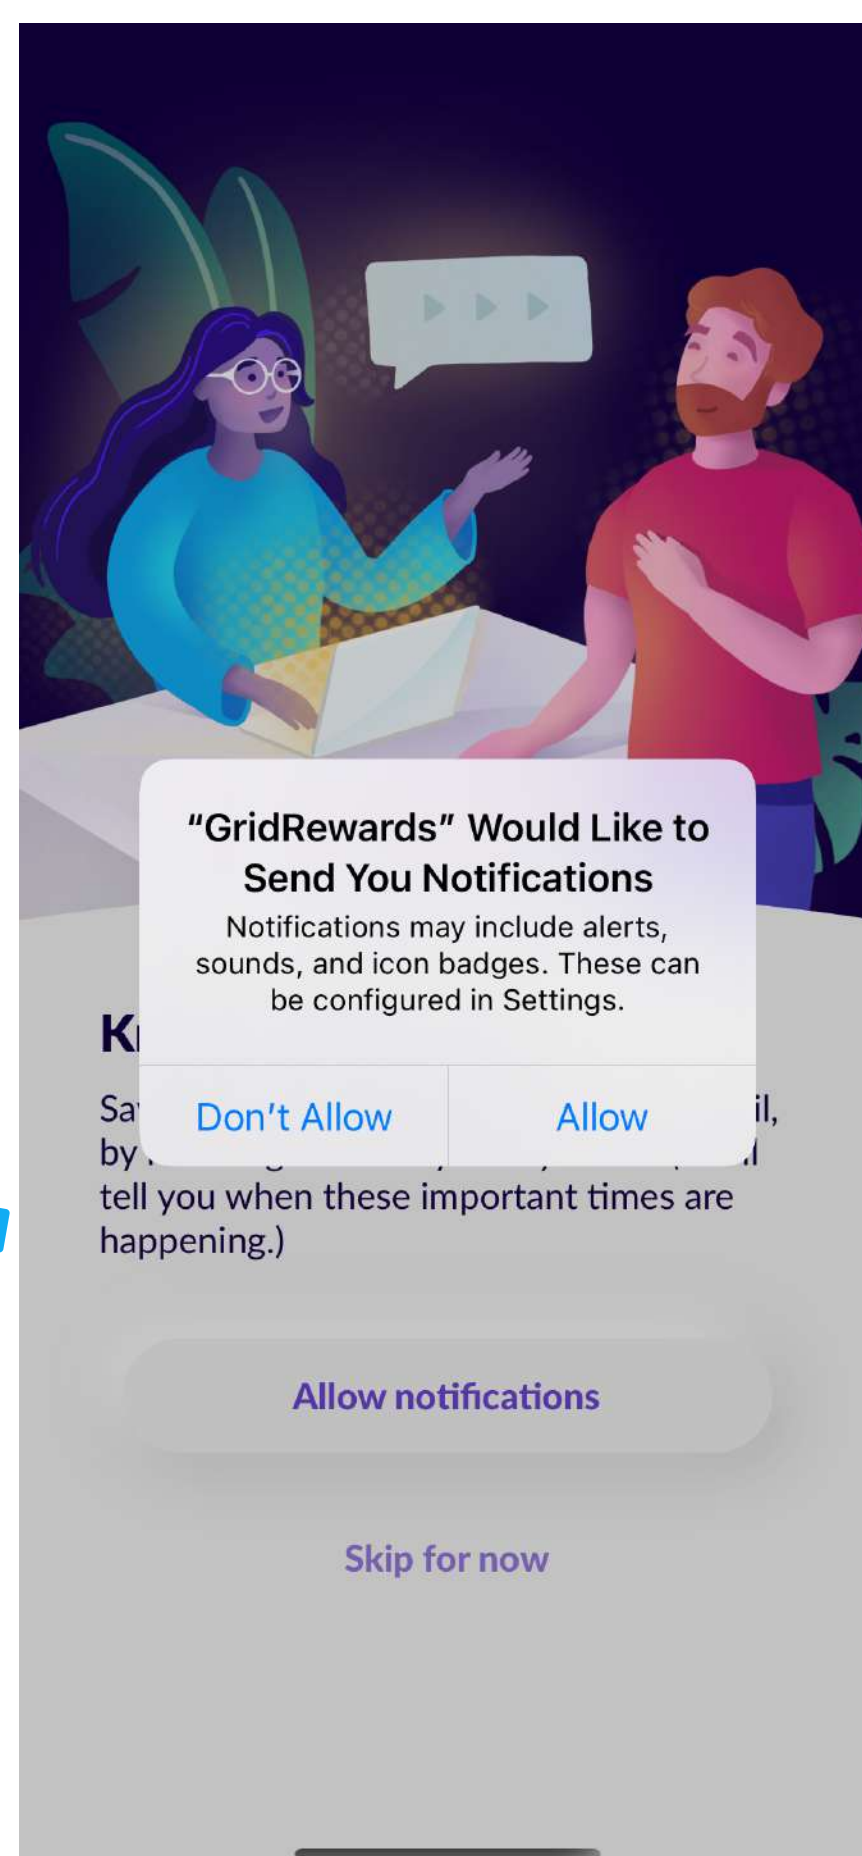 “GridRewards” Would Like to
Send You Notifications
Notifications may include alerts,
sounds, and icon badges. These can
be configured in Settings.
Don’t Allow
Allow
by
tell you when these important times are
happening.)
Allow notifications
Skip for now